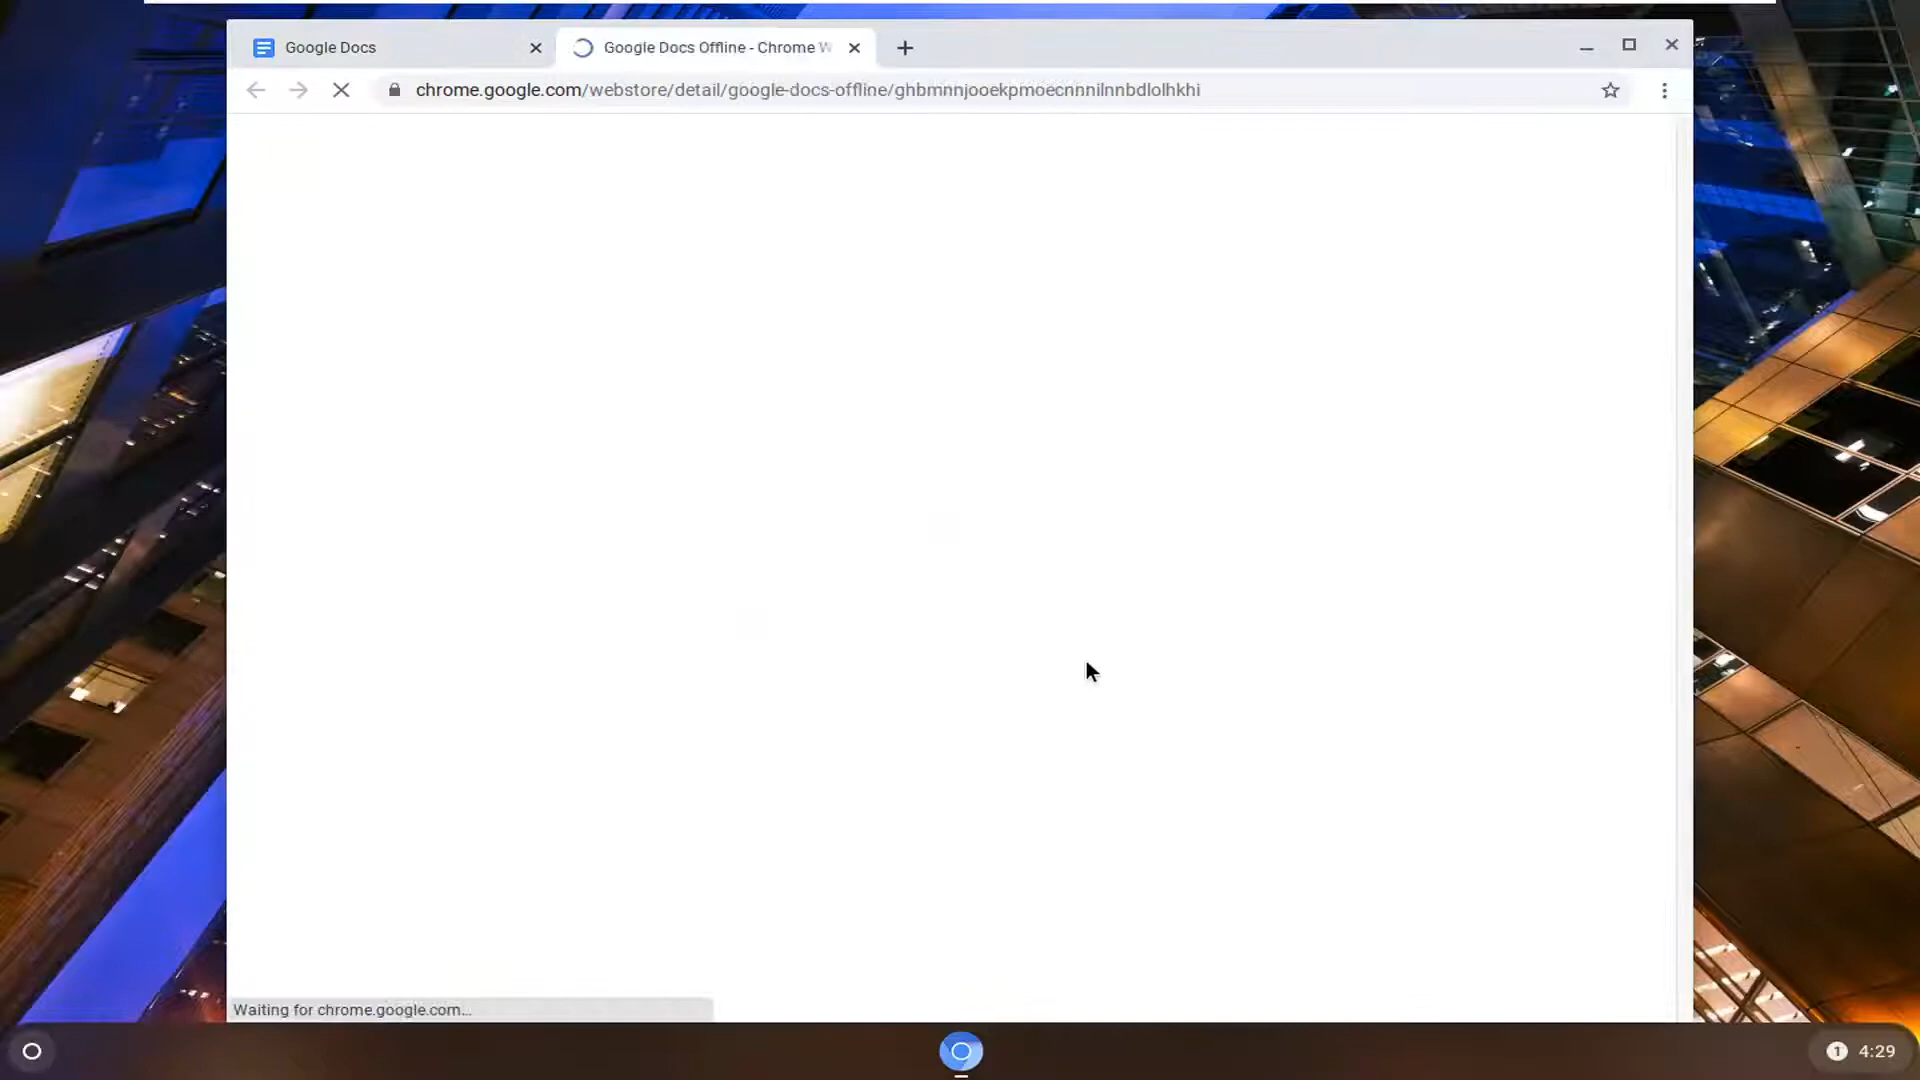 Google Docs
Google Docs Offline - Chrome W
chrome.google.com/webstore/detail/google-docs-offline/ghbmnnjooekpmoecnnnilnnbdlolhkhi
Waiting for chrome.google.com...
1 4:29